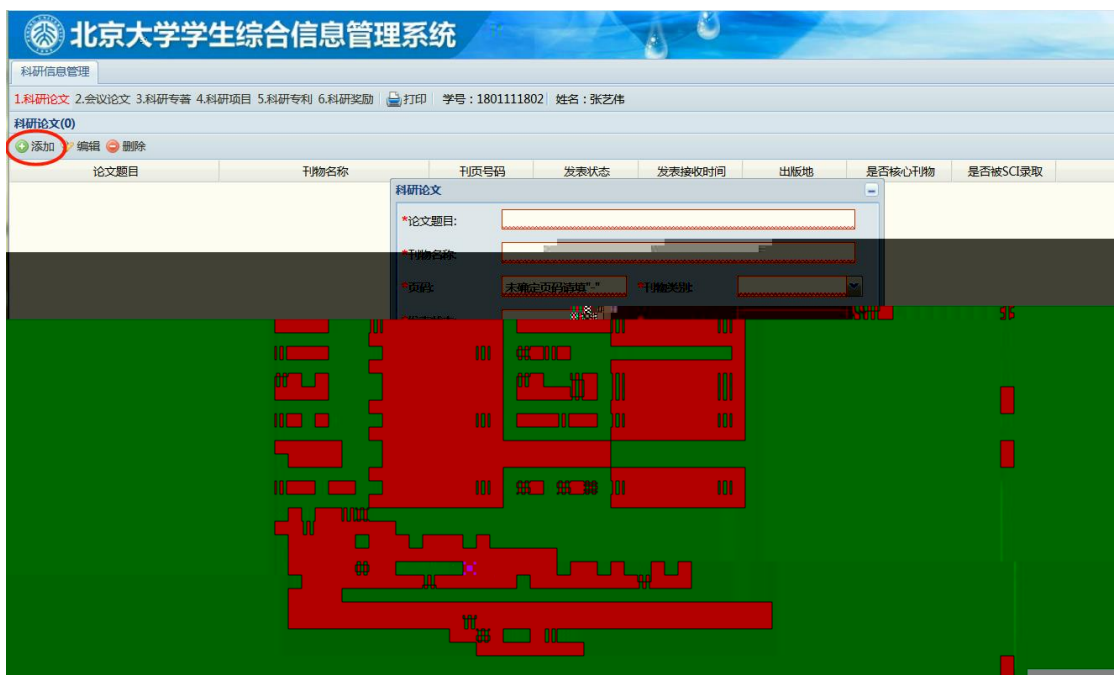 北京大学学生综合信息管理系统
科研信息管理
1.科研论文 2.会议论文 3.科研专著 4.科研项目 5.科研专利 6.科研奖励 打印 学号：1801111802 姓名：张艺伟
科研论文(0)
添加 编辑 删除
论文题目 刊物名称 刊页号码 发表状态 发表接收时间 出版地 是否核心刊物 是否被SCI录取
科研论文
*论文题目:
*刊物名称:
*页码: 未确定页码请填"-" *刊物类别: